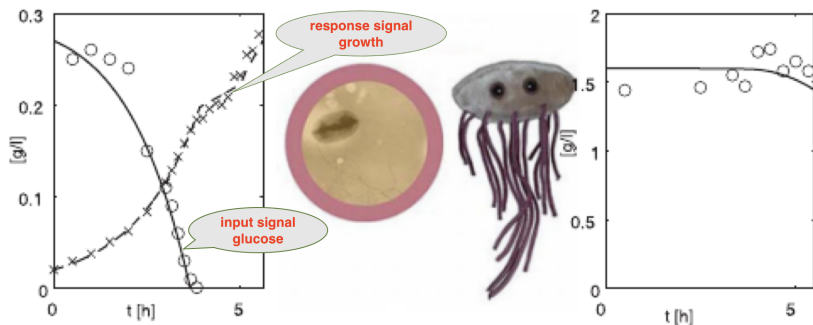 0.3
0.2
0.1
0
[g/l]
0
5
t [h]
response signal
growth
input signal
glucose
2
1.5
1
0.5
0
[g/l]
0
5
t [h]